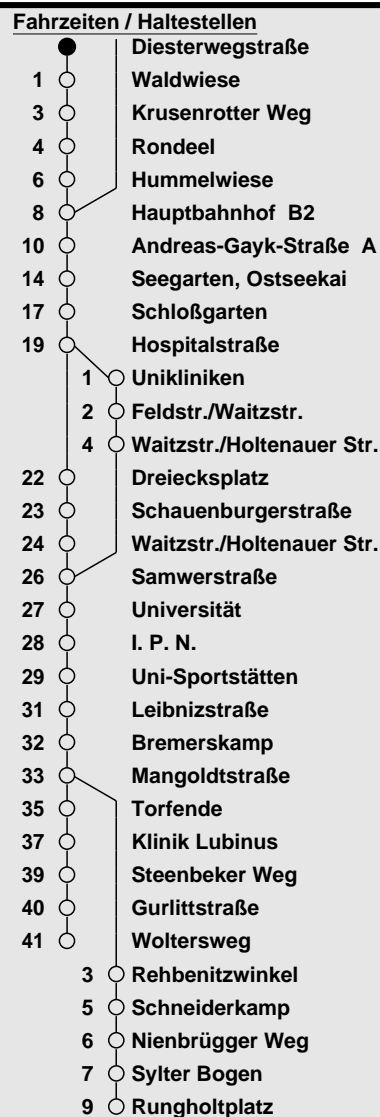 Fahrzeiten / Haltestellen
Diesterwegstraße
1 Waldwiese
3 Krusenrotter Weg
4 Rondeel
6 Hummelwiese
8 Hauptbahnhof B2
10 Andreas-Gayk-Straße A
14 Seegarten, Ostseekai
17 Schloßgarten
19 Hospitalstraße
1 Unikliniken
2 Feldstr./Waitzstr.
4 Waitzstr./Holtenauer Str.
22 Dreiecksplatz
23 Schauenburgerstraße
24 Waitzstr./Holtenauer Str.
26 Samwerstraße
27 Universität
28 I. P. N.
29 Uni-Sportstätten
31 Leibnizstraße
32 Bremerskamp
33 Mangoldtstraße
35 Torfende
37 Klinik Lubinus
39 Steenbeker Weg
40 Gurlittstraße
41 Woltersweg
3 Rehbenitzwinkel
5 Schneiderkamp
6 Nienbrügger Weg
7 Sylter Bogen
9 Rungholtplatz